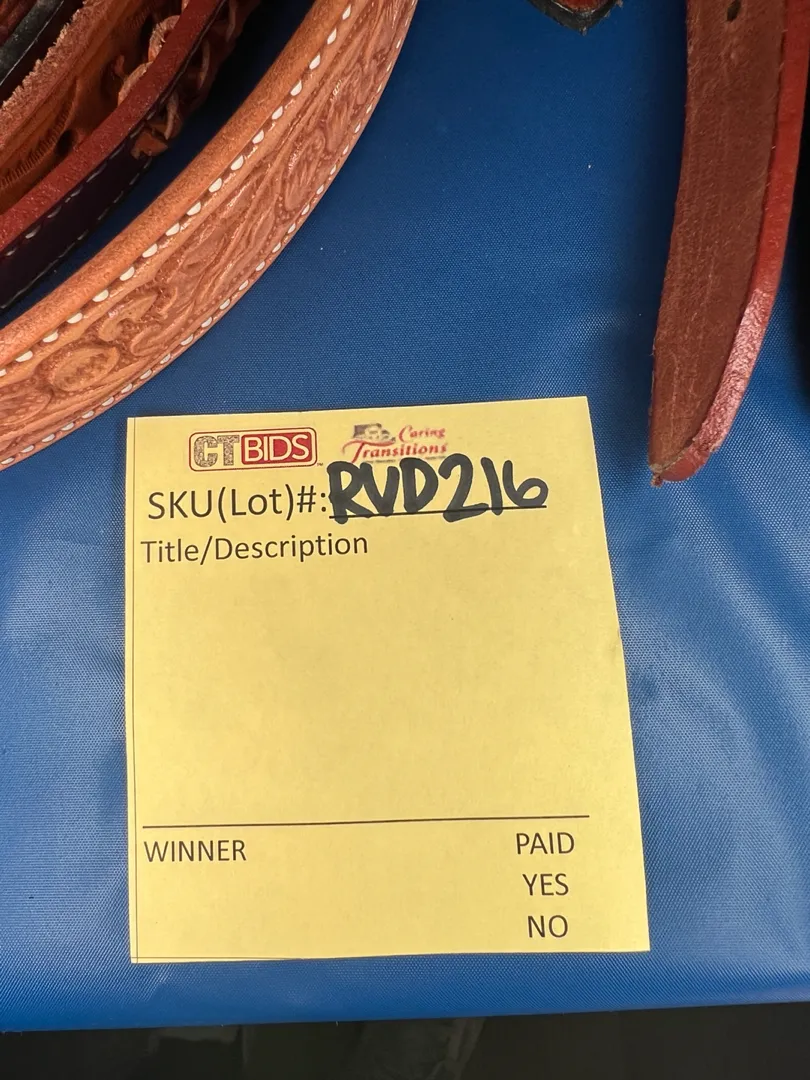 CTBIDS Caring Transitions
SKU(Lot)#:RVD216
Title/Description
WINNER PAID
YES
NO